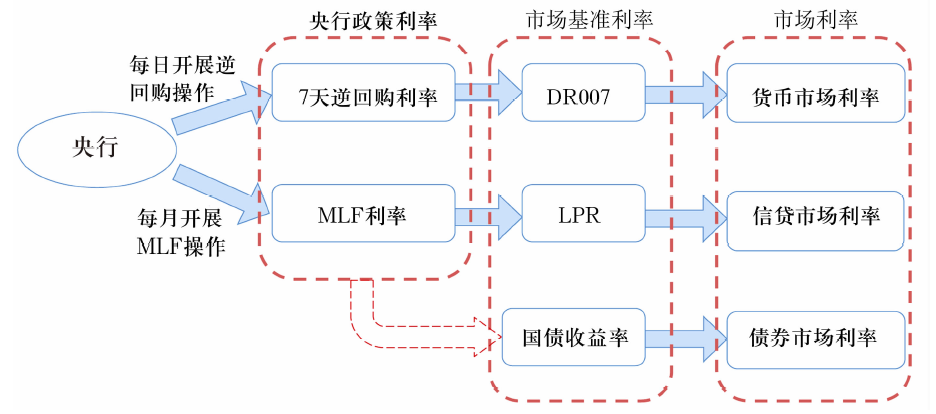 央行政策利率
市场基准利率
市场利率
每日开展逆
回购操作
7天逆回购利率
DR007
货币市场利率
央行
每月开展
MLF操作
MLF利率
LPR
信贷市场利率
国债收益率
债券市场利率